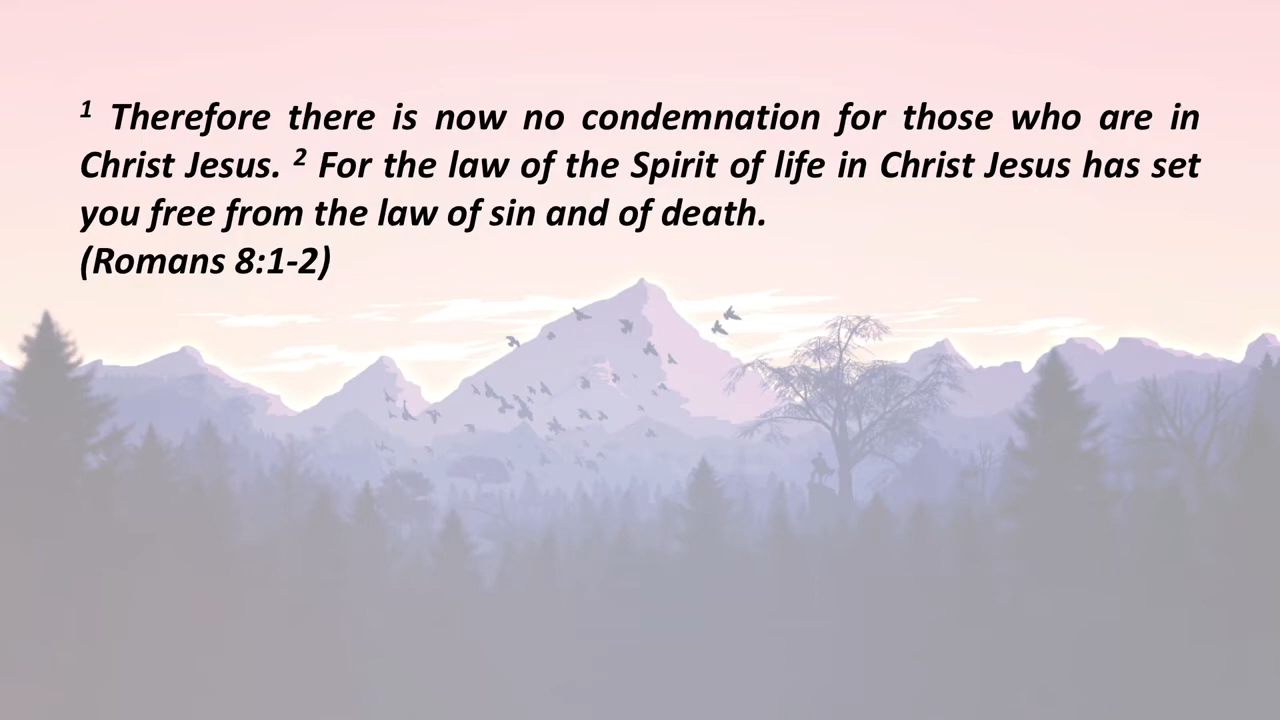 1 Therefore there is now no condemnation for those who are in
Christ Jesus. 2 For the law of the Spirit of life in Christ Jesus has set
you free from the law of sin and of death.
(Romans 8:1-2)